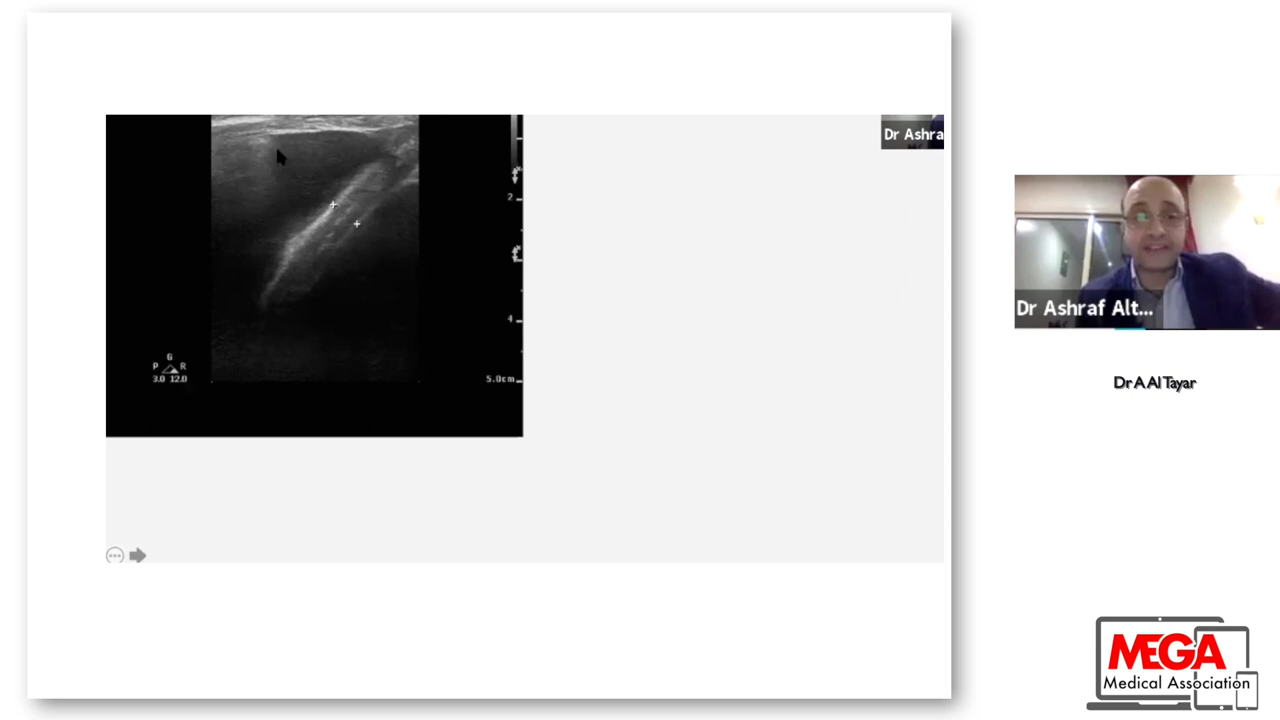 Dr Ashra
2
4
5.0cm
G
P R
3.0 12.0
Dr Ashraf Alt...
Dr A Al Tayar
MEGA
Medical Association